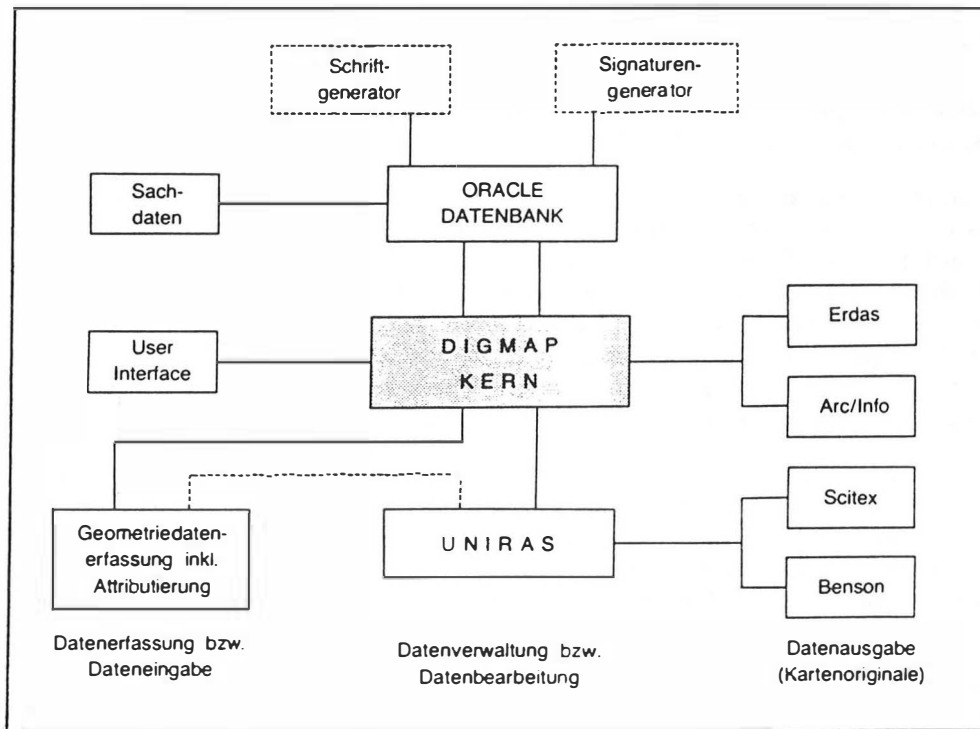 Schrift-
generator
Signaturen-
generator
Sach-
daten
ORACLE
DATENBANK
User
Interface
DIGMAP
KERN
Erdas
Arc/Info
Geometriedaten-
erfassung inkl.
Attributierung
UNIRAS
Scitex
Benson
Datenerfassung bzw.
Dateneingabe
Datenverwaltung bzw.
Datenbearbeitung
Datenausgabe
(Kartenoriginale)